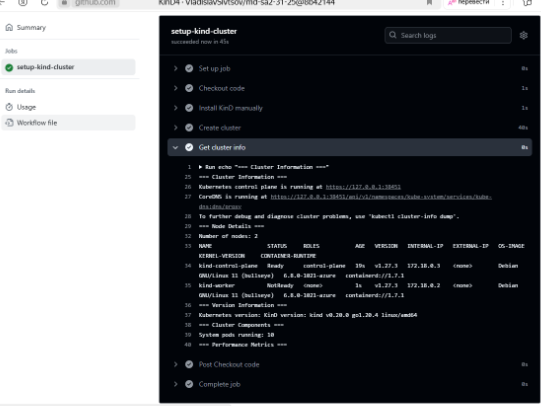 github.com
KinD4 · VladislavSivtsov/md-sa2-31-25@8b42144
перевести
Summary
Jobs
setup-kind-cluster
Run details
Usage
Workflow file
setup-kind-cluster
succeeded now in 45s
Search logs
Set up job 0s
Checkout code 1s
Install KinD manually 1s
Create cluster 40s
Get cluster info 0s
1 ▶ Run echo "=== Cluster Information ==="
25 === Cluster Information ===
26 Kubernetes control plane is running at https://127.0.0.1:38451
27 CoreDNS is running at https://127.0.0.1:38451/api/v1/namespaces/kube-system/services/kube-
dns:dns/proxy
28 To further debug and diagnose cluster problems, use 'kubectl cluster-info dump'.
29 === Node Details ===
32 Number of nodes: 2
33 NAME STATUS ROLES AGE VERSION INTERNAL-IP EXTERNAL-IP OS-IMAGE
KERNEL-VERSION CONTAINER-RUNTIME
34 kind-control-plane Ready control-plane 19s v1.27.3 172.18.0.3 <none> Debian
GNU/Linux 11 (bullseye) 6.8.0-1021-azure containerd://1.7.1
35 kind-worker NotReady <none> 1s v1.27.3 172.18.0.2 <none> Debian
GNU/Linux 11 (bullseye) 6.8.0-1021-azure containerd://1.7.1
36 === Version Information ===
37 Kubernetes version: KinD version: kind v0.20.0 go1.20.4 linux/amd64
38 === Cluster Components ===
39 System pods running: 10
40 === Performance Metrics ===
Post Checkout code 0s
Complete job 0s